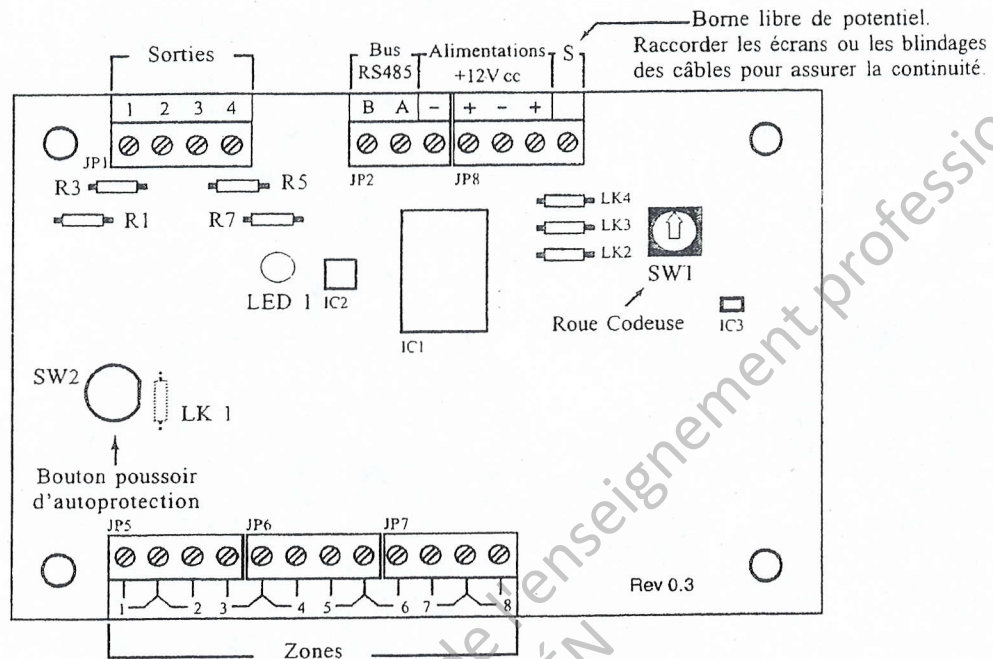 Borne libre de potentiel.
Raccorder les écrans ou les blindages
des câbles pour assurer la continuité.
Sorties
Bus
RS485
Alimentations
+12V cc
S
1 2 3 4
B A - + - +
JP1
JP2
JP8
R3
R5
R1
R7
LK4
LK3
LK2
SW1
LED 1
IC2
IC1
Roue Codeuse
IC3
SW2
LK 1
Bouton poussoir
d'autoprotection
JP5
JP6
JP7
1 2 3 4 5 6 7 8
Rev 0.3
Zones
de l'enseignement profession